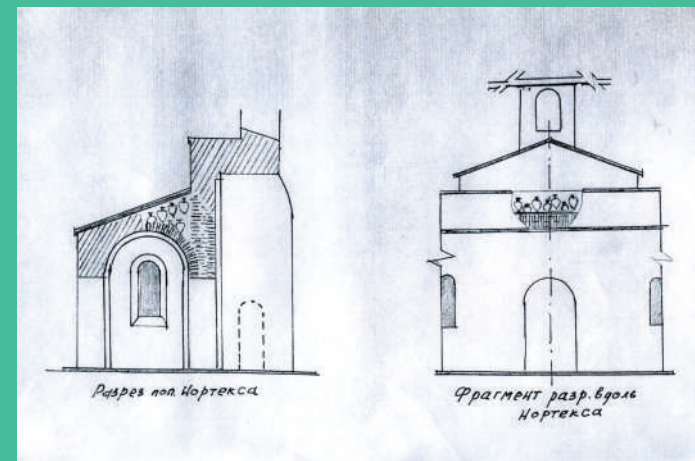 Разрез поп. Нортекса
Фрагмент разр. вдоль
Нортекса